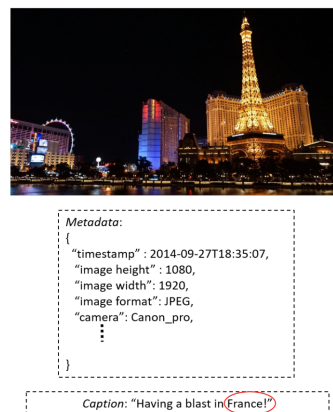 Metadata:
{
"timestamp" : 2014-09-27T18:35:07,
"image height" : 1080,
"image width": 1920,
"image format": JPEG,
"camera": Canon_pro,
}
Caption: "Having a blast in France!"